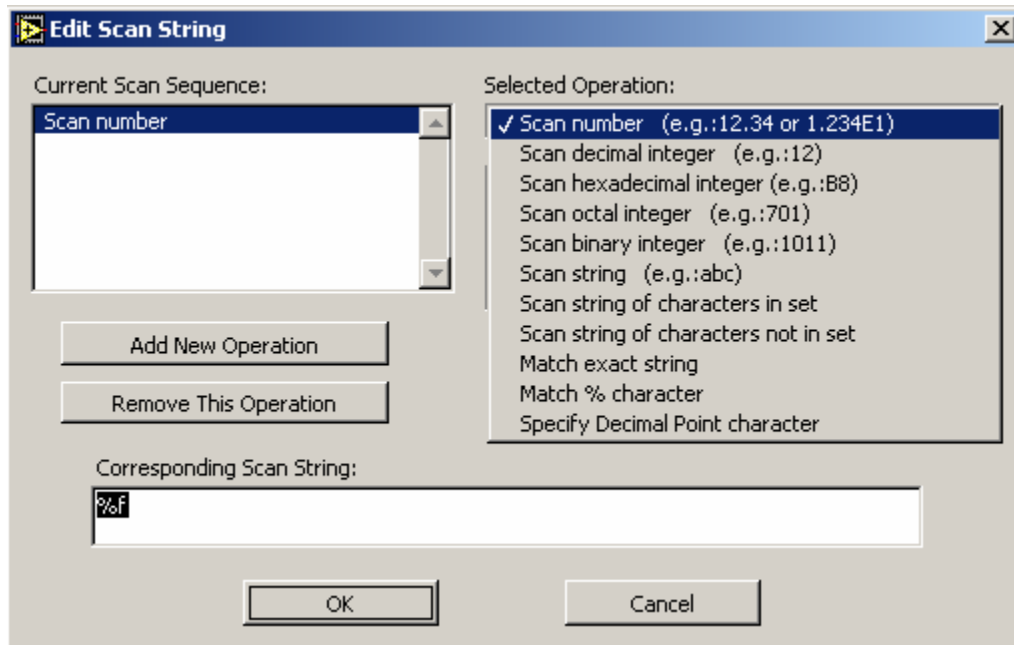 Edit Scan String
Current Scan Sequence:
Scan number
Selected Operation:
✓ Scan number (e.g.:12.34 or 1.234E1)
Scan decimal integer (e.g.:12)
Scan hexadecimal integer (e.g.:B8)
Scan octal integer (e.g.:701)
Scan binary integer (e.g.:1011)
Scan string (e.g.:abc)
Scan string of characters in set
Scan string of characters not in set
Match exact string
Match % character
Specify Decimal Point character
Add New Operation
Remove This Operation
Corresponding Scan String:
%f
OK
Cancel